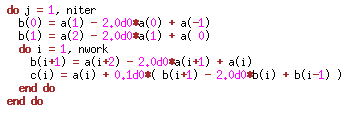 do j = 1, niter
  b(0) = a(1) - 2.0d0*a(0) + a(-1)
  b(1) = a(2) - 2.0d0*a(1) + a( 0)
  do i = 1, nwork
    b(i+1) = a(i+2) - 2.0d0*a(i+1) + a(i)
    c(i) = a(i) + 0.1d0*( b(i+1) - 2.0d0*b(i) + b(i-1) )
  end do
end do